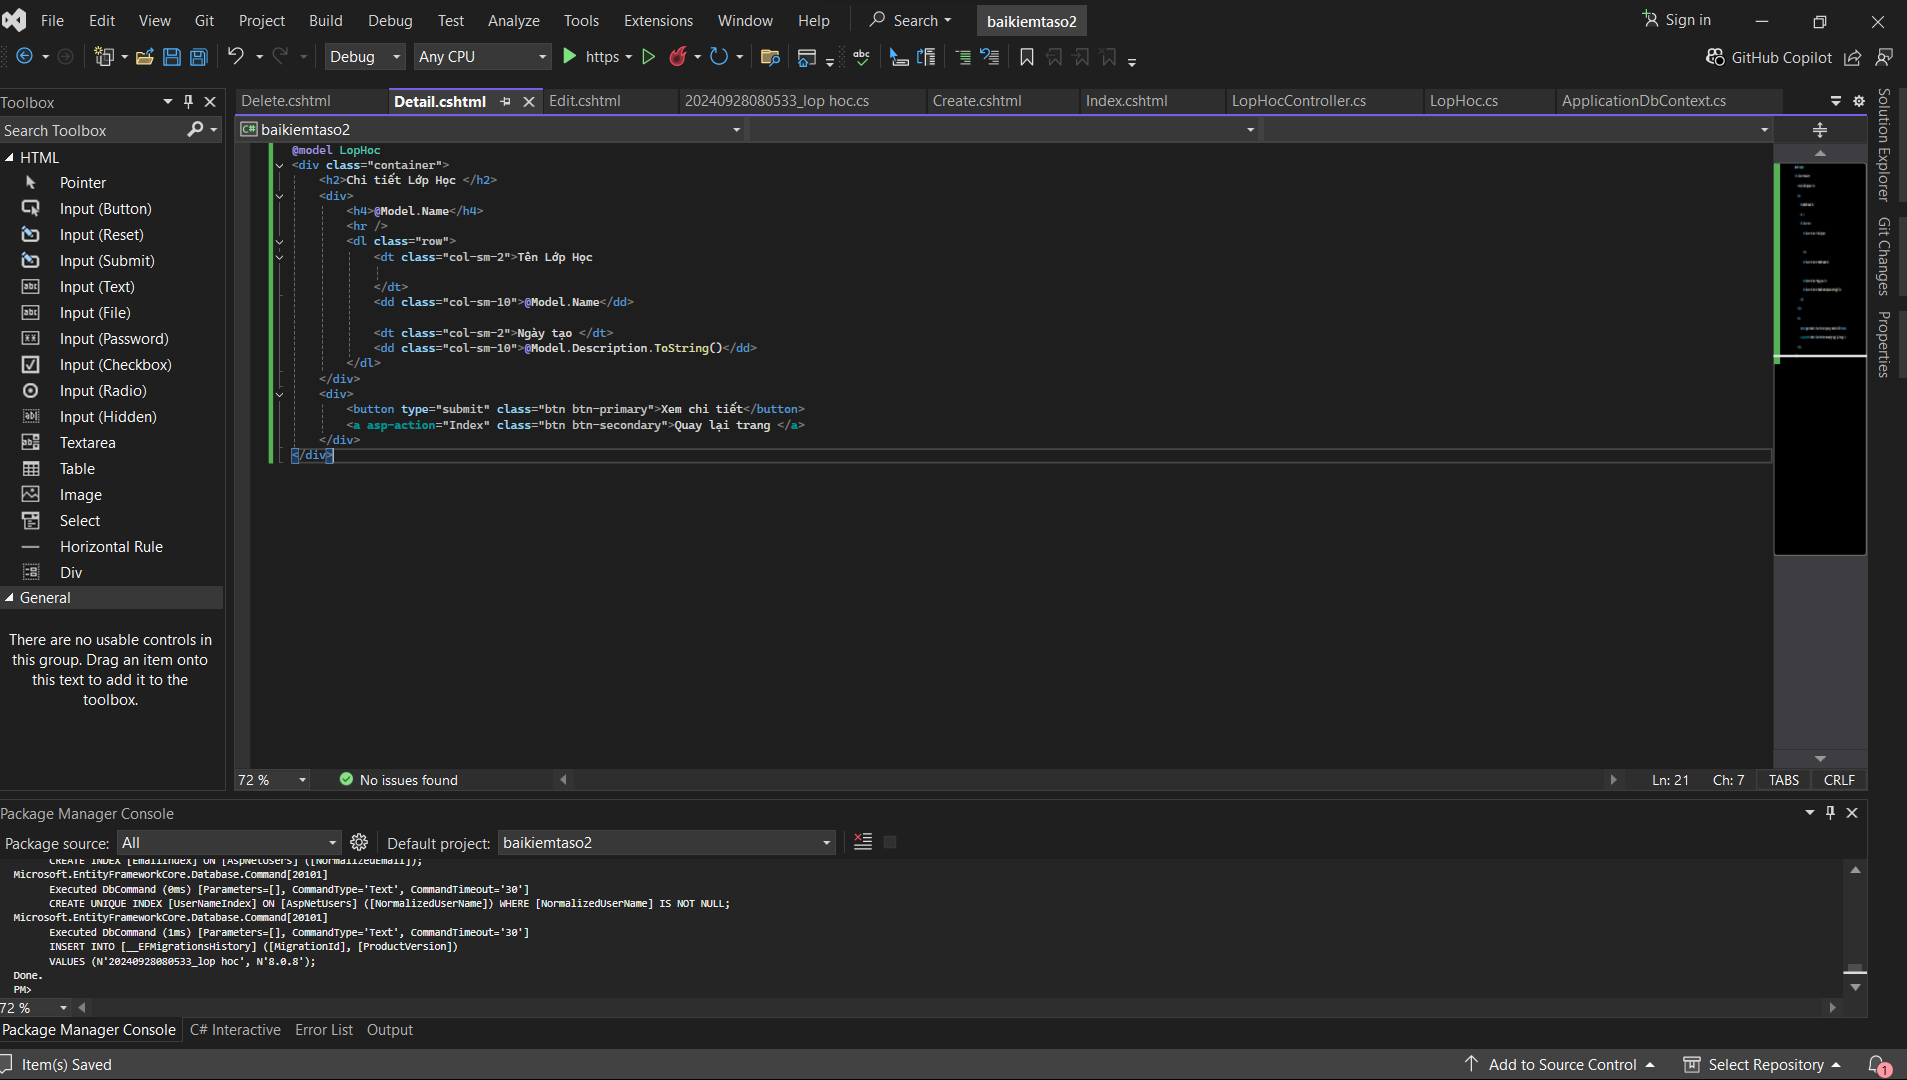 File Edit View Git Project Build Debug Test Analyze Tools Extensions Window Help Search baikiemtaso2 Sign in
Debug Any CPU https GitHub Copilot
Toolbox
Search Toolbox
HTML
Pointer
Input (Button)
Input (Reset)
Input (Submit)
Input (Text)
Input (File)
Input (Password)
Input (Checkbox)
Input (Radio)
Input (Hidden)
Textarea
Table
Image
Select
Horizontal Rule
Div
General
There are no usable controls in
this group. Drag an item onto
this text to add it to the
toolbox.
Delete.cshtml Detail.cshtml Edit.cshtml 20240928080533_lop hoc.cs Create.cshtml Index.cshtml LopHocController.cs LopHoc.cs ApplicationDbContext.cs
C# baikiemtaso2
@model LopHoc
<div class="container">
<h2>Chi tiết Lớp Học </h2>
<div>
<h4>@Model.Name</h4>
<hr />
<dl class="row">
<dt class="col-sm-2">Tên Lớp Học
</dt>
<dd class="col-sm-10">@Model.Name</dd>
<dt class="col-sm-2">Ngày tạo </dt>
<dd class="col-sm-10">@Model.Description.ToString()</dd>
</dl>
</div>
<div>
<button type="submit" class="btn btn-primary">Xem chi tiết</button>
<a asp-action="Index" class="btn btn-secondary">Quay lại trang </a>
</div>
</div>
72 % No issues found Ln: 21 Ch: 7 TABS CRLF
Solution Explorer
Git Changes
Properties
Package Manager Console
Package source: All Default project: baikiemtaso2
CREATE INDEX [EmailIndex] ON [AspNetUsers] ([NormalizedEmail]);
Microsoft.EntityFrameworkCore.Database.Command[20101]
Executed DbCommand (0ms) [Parameters=[], CommandType='Text', CommandTimeout='30']
CREATE UNIQUE INDEX [UserNameIndex] ON [AspNetUsers] ([NormalizedUserName]) WHERE [NormalizedUserName] IS NOT NULL;
Microsoft.EntityFrameworkCore.Database.Command[20101]
Executed DbCommand (1ms) [Parameters=[], CommandType='Text', CommandTimeout='30']
INSERT INTO [__EFMigrationsHistory] ([MigrationId], [ProductVersion])
VALUES (N'20240928080533_lop hoc', N'8.0.8');
Done.
PM>
72 %
Package Manager Console C# Interactive Error List Output
Item(s) Saved Add to Source Control Select Repository 1